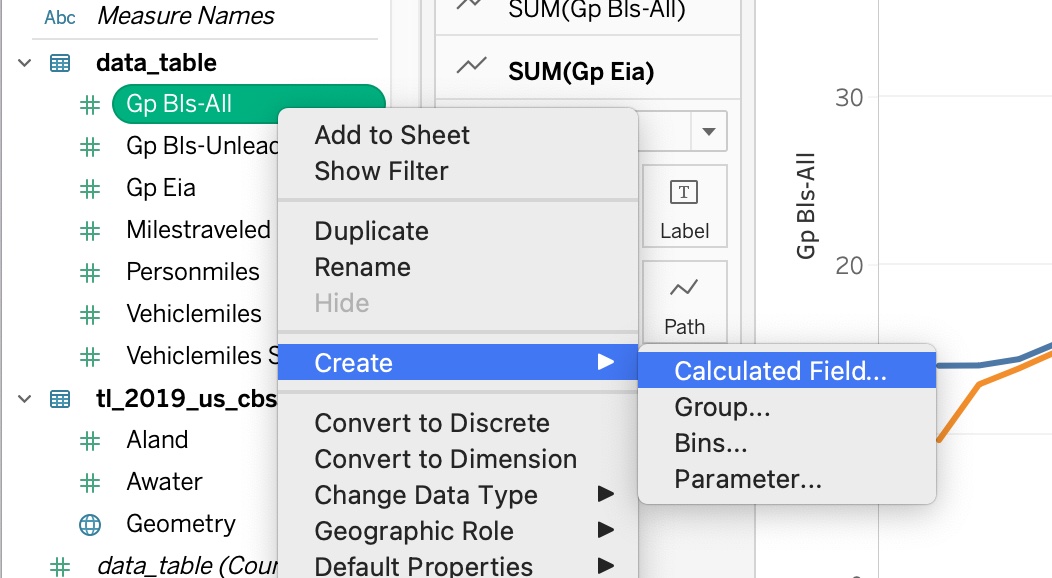 Abc Measure Names
data_table
Gp Bls-All
Gp Bls-Unlead
Gp Eia
Milestraveled
Personmiles
Vehiclemiles
Vehiclemiles S
tl_2019_us_cbs
Aland
Awater
Geometry
data_table (Cour
Add to Sheet
Show Filter
Duplicate
Rename
Hide
Create
Convert to Discrete
Convert to Dimension
Change Data Type
Geographic Role
Default Properties
Calculated Field...
Group...
Bins...
Parameter...
SUM(Gp Bls-All)
SUM(Gp Eia)
T
Label
Path
Gp Bls-All
30
20